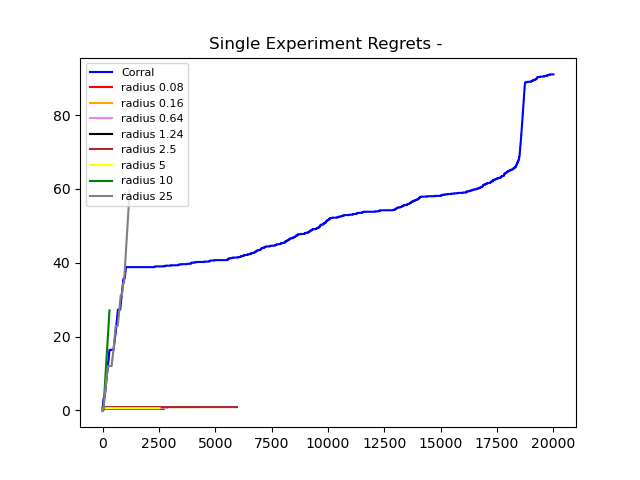 Single Experiment Regrets -
Corral
radius 0.08
radius 0.16
radius 0.64
radius 1.24
radius 2.5
radius 5
radius 10
radius 25
80
60
40
20
0
0 2500 5000 7500 10000 12500 15000 17500 20000